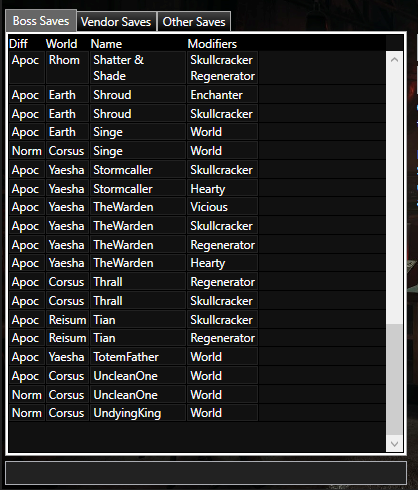 Boss Saves Vendor Saves Other Saves
Diff World Name Modifiers
Apoc Rhom Shatter & Skullcracker
Shade Regenerator
Apoc Earth Shroud Enchanter
Apoc Earth Shroud Skullcracker
Apoc Earth Singe World
Norm Corsus Singe World
Apoc Yaesha Stormcaller Skullcracker
Apoc Yaesha Stormcaller Hearty
Apoc Yaesha TheWarden Vicious
Apoc Yaesha TheWarden Skullcracker
Apoc Yaesha TheWarden Regenerator
Apoc Yaesha TheWarden Hearty
Apoc Corsus Thrall Regenerator
Apoc Corsus Thrall Skullcracker
Apoc Reisum Tian Skullcracker
Apoc Reisum Tian Regenerator
Apoc Yaesha TotemFather World
Apoc Corsus UncleanOne World
Norm Corsus UncleanOne World
Norm Corsus UndyingKing World